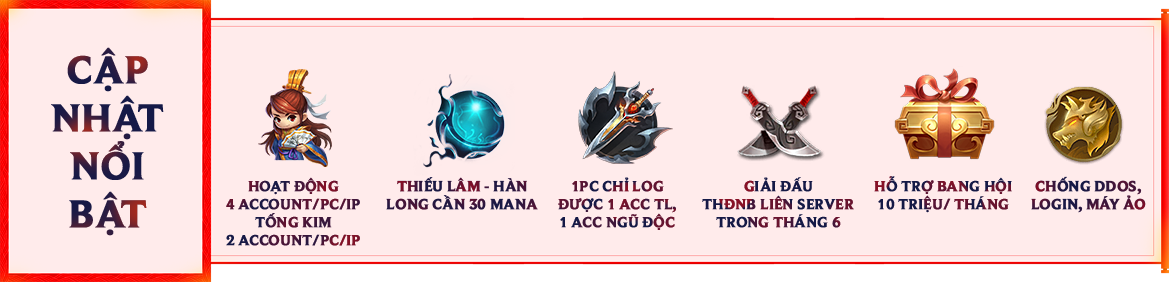 CẬP
NHẬT
NỔI
BẬT
HOẠT ĐỘNG
4 ACCOUNT/PC/IP
TỐNG KIM
2 ACCOUNT/PC/IP
THIẾU LÂM - HÀN
LONG CẦN 30 MANA
1PC CHỈ LOG
ĐƯỢC 1 ACC TL,
1 ACC NGŨ ĐỘC
GIẢI ĐẤU
THĐNB LIÊN SERVER
TRONG THÁNG 6
HỖ TRỢ BANG HỘI
10 TRIỆU/ THÁNG
CHỐNG DDOS,
LOGIN, MÁY ẢO